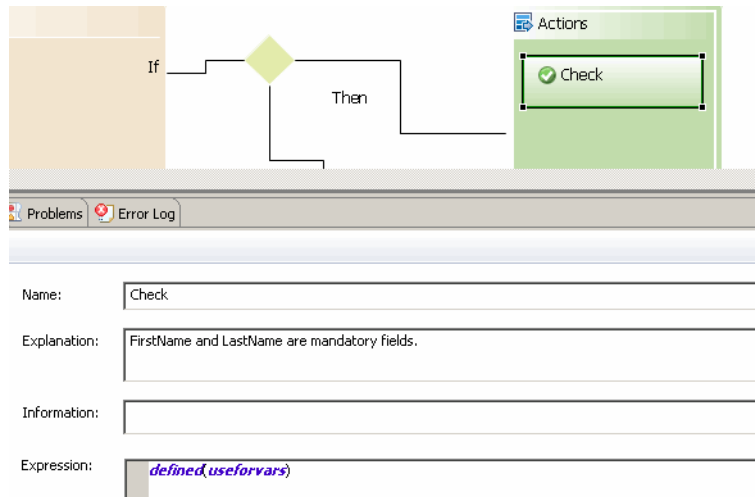 Actions
If
Check
Then
Problems
Error Log
Name:
Check
Explanation:
FirstName and LastName are mandatory fields.
Information:
Expression:
defined(useforvars)